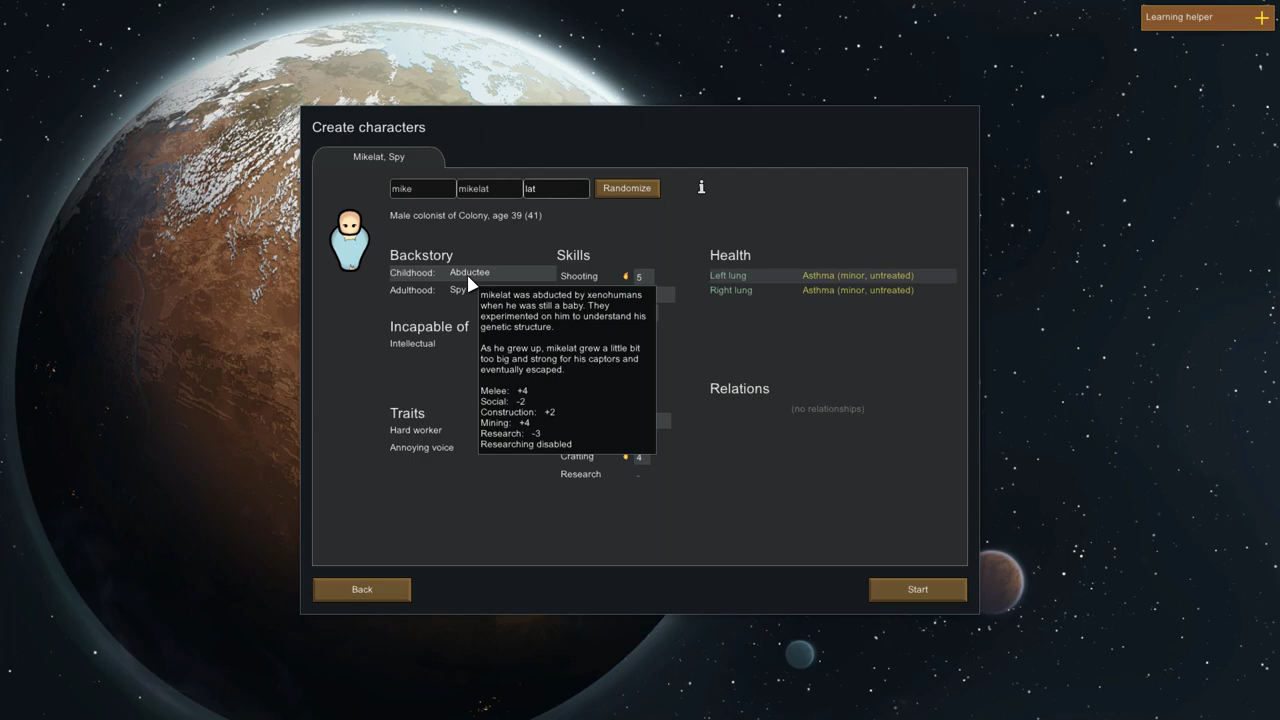 Learning helper
Create characters
Mikelat, Spy
mike mikelat lat Randomize
Male colonist of Colony, age 39 (41)
Backstory
Childhood: Abductee
Adulthood: Spy
Incapable of
Intellectual
Traits
Hard worker
Annoying voice
Skills
Shooting 5
mikelat was abducted by xenohumans
when he was still a baby. They
experimented on him to understand his
genetic structure.
As he grew up, mikelat grew a little bit
too big and strong for his captors and
eventually escaped.
Melee: +4
Social: -2
Construction: +2
Mining: +4
Research: -3
Researching disabled
Crafting 4
Research -
Health
Left lung Asthma (minor, untreated)
Right lung Asthma (minor, untreated)
Relations
(no relationships)
Back
Start